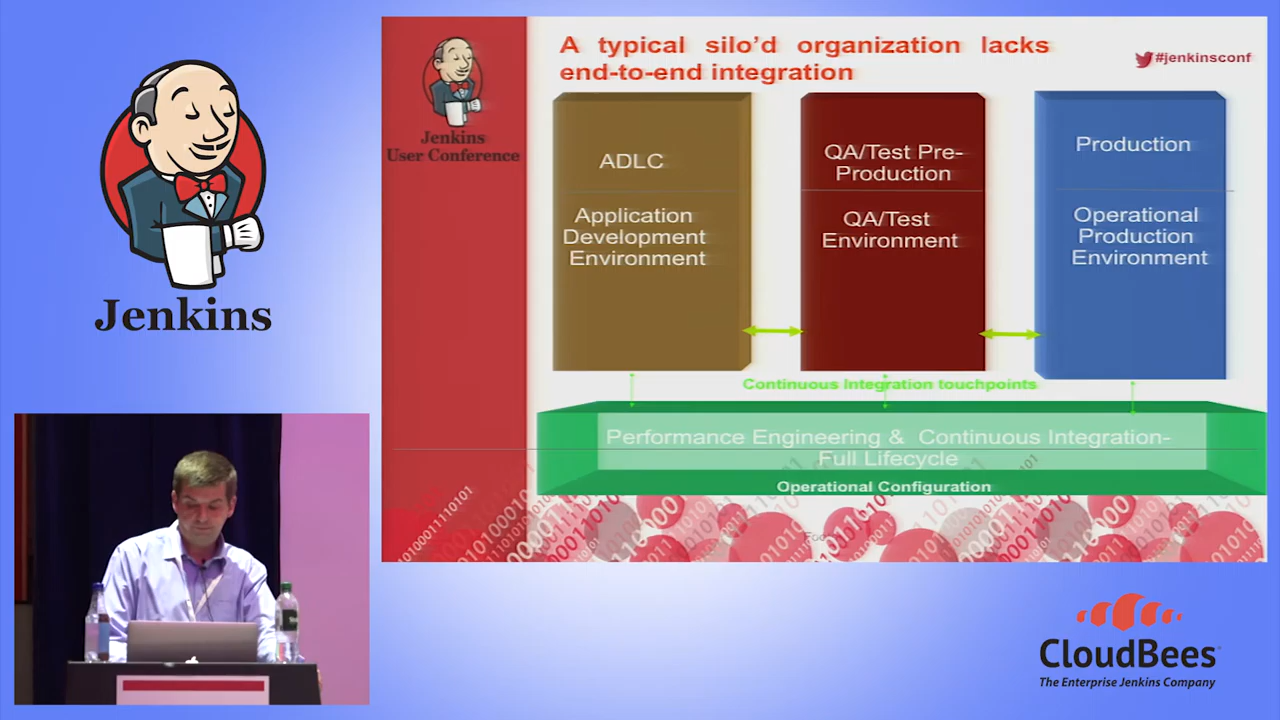 Jenkins
Jenkins
User Conference
A typical silo'd organization lacks
end-to-end integration
#jenkinsconf
ADLC
Application
Development
Environment
QA/Test Pre-
Production
QA/Test
Environment
Production
Operational
Production
Environment
Continuous Integration touchpoints
Performance Engineering & Continuous Integration-
Full Lifecycle
Operational Configuration
CloudBees
The Enterprise Jenkins Company